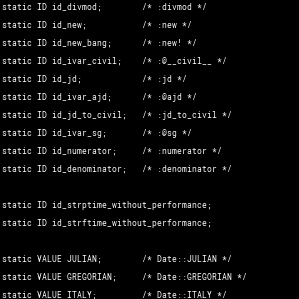 static ID id_divmod;        /* :divmod */
static ID id_new;           /* :new */
static ID id_new_bang;      /* :new! */
static ID id_ivar_civil;    /* :@__civil__ */
static ID id_jd;            /* :jd */
static ID id_ivar_ajd;      /* :@ajd */
static ID id_jd_to_civil;   /* :jd_to_civil */
static ID id_ivar_sg;       /* :@sg */
static ID id_numerator;     /* :numerator */
static ID id_denominator;   /* :denominator */
static ID id_strptime_without_performance;
static ID id_strftime_without_performance;
static VALUE JULIAN;        /* Date::JULIAN */
static VALUE GREGORIAN;     /* Date::GREGORIAN */
static VALUE ITALY;         /* Date::ITALY */